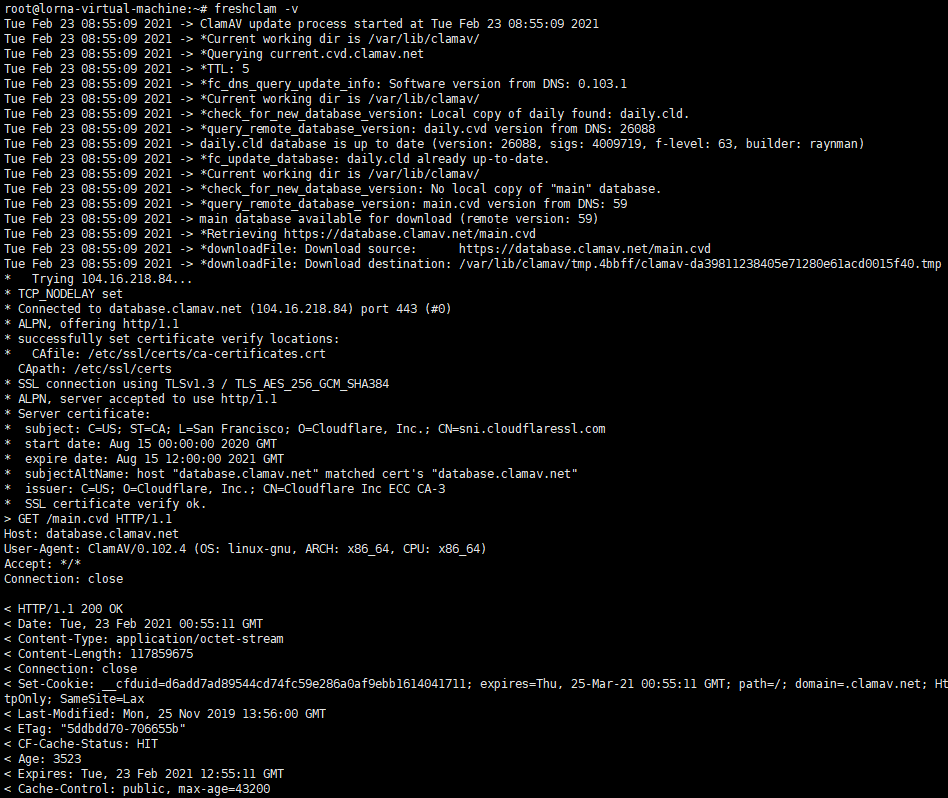 root@lorna-virtual-machine:~# freshclam -v
Tue Feb 23 08:55:09 2021 -> ClamAV update process started at Tue Feb 23 08:55:09 2021
Tue Feb 23 08:55:09 2021 -> *Current working dir is /var/lib/clamav/
Tue Feb 23 08:55:09 2021 -> *Querying current.cvd.clamav.net
Tue Feb 23 08:55:09 2021 -> *TTL: 5
Tue Feb 23 08:55:09 2021 -> *fc_dns_query_update_info: Software version from DNS: 0.103.1
Tue Feb 23 08:55:09 2021 -> *Current working dir is /var/lib/clamav/
Tue Feb 23 08:55:09 2021 -> *check_for_new_database_version: Local copy of daily found: daily.cld.
Tue Feb 23 08:55:09 2021 -> *query_remote_database_version: daily.cvd version from DNS: 26088
Tue Feb 23 08:55:09 2021 -> daily.cld database is up to date (version: 26088, sigs: 4009719, f-level: 63, builder: raynman)
Tue Feb 23 08:55:09 2021 -> *fc_update_database: daily.cld already up-to-date.
Tue Feb 23 08:55:09 2021 -> *Current working dir is /var/lib/clamav/
Tue Feb 23 08:55:09 2021 -> *check_for_new_database_version: No local copy of "main" database.
Tue Feb 23 08:55:09 2021 -> *query_remote_database_version: main.cvd version from DNS: 59
Tue Feb 23 08:55:09 2021 -> main database available for download (remote version: 59)
Tue Feb 23 08:55:09 2021 -> *Retrieving https://database.clamav.net/main.cvd
Tue Feb 23 08:55:09 2021 -> *downloadFile: Download source:      https://database.clamav.net/main.cvd
Tue Feb 23 08:55:09 2021 -> *downloadFile: Download destination: /var/lib/clamav/tmp.4bbff/clamav-da39811238405e71280e61acd0015f40.tmp
*   Trying 104.16.218.84...
* TCP_NODELAY set
* Connected to database.clamav.net (104.16.218.84) port 443 (#0)
* ALPN, offering http/1.1
* successfully set certificate verify locations:
*   CAfile: /etc/ssl/certs/ca-certificates.crt
  CApath: /etc/ssl/certs
* SSL connection using TLSv1.3 / TLS_AES_256_GCM_SHA384
* ALPN, server accepted to use http/1.1
* Server certificate:
*  subject: C=US; ST=CA; L=San Francisco; O=Cloudflare, Inc.; CN=sni.cloudflaressl.com
*  start date: Aug 15 00:00:00 2020 GMT
*  expire date: Aug 15 12:00:00 2021 GMT
*  subjectAltName: host "database.clamav.net" matched cert's "database.clamav.net"
*  issuer: C=US; O=Cloudflare, Inc.; CN=Cloudflare Inc ECC CA-3
*  SSL certificate verify ok.
> GET /main.cvd HTTP/1.1
Host: database.clamav.net
User-Agent: ClamAV/0.102.4 (OS: linux-gnu, ARCH: x86_64, CPU: x86_64)
Accept: */*
Connection: close

< HTTP/1.1 200 OK
< Date: Tue, 23 Feb 2021 00:55:11 GMT
< Content-Type: application/octet-stream
< Content-Length: 117859675
< Connection: close
< Set-Cookie: __cfduid=d6add7ad89544cd74fc59e286a0af9ebb1614041711; expires=Thu, 25-Mar-21 00:55:11 GMT; path=/; domain=.clamav.net; Ht
tpOnly; SameSite=Lax
< Last-Modified: Mon, 25 Nov 2019 13:56:00 GMT
< ETag: "5ddbdd70-706655b"
< CF-Cache-Status: HIT
< Age: 3523
< Expires: Tue, 23 Feb 2021 12:55:11 GMT
< Cache-Control: public, max-age=43200